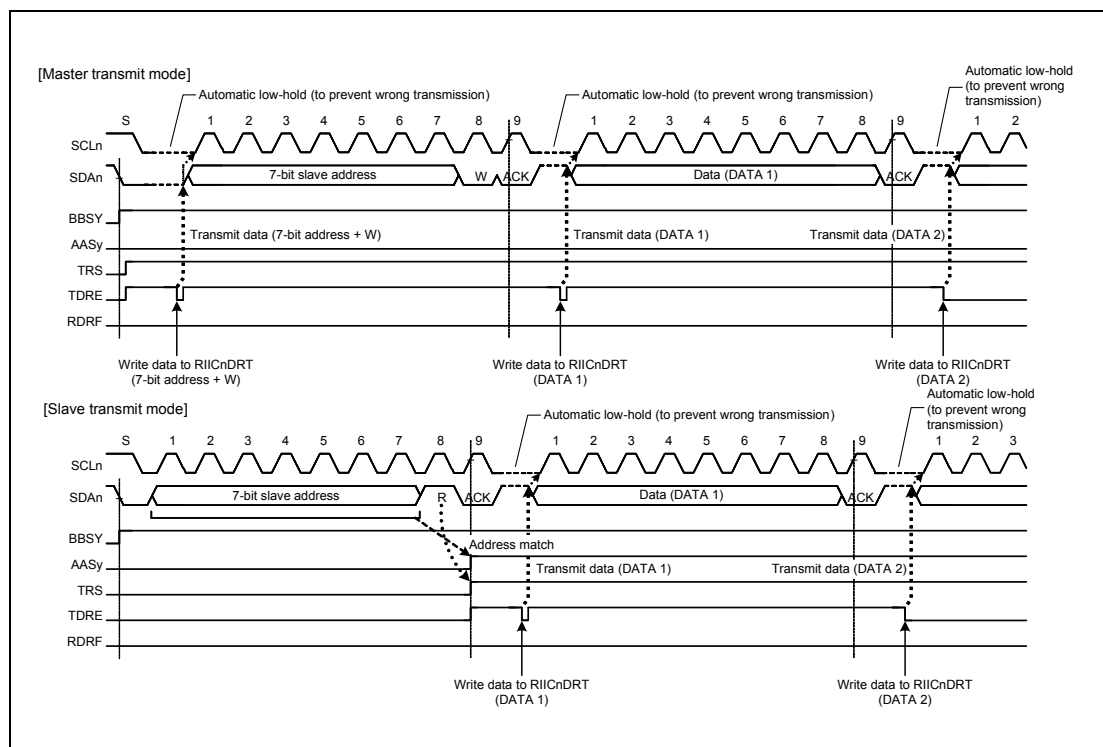 [Master transmit mode]
Automatic low-hold (to prevent wrong transmission)
Automatic low-hold (to prevent wrong transmission)
Automatic low-hold
(to prevent wrong
transmission)
S 1 2 3 4 5 6 7 8 9 1 2 3 4 5 6 7 8 9 1 2
SCLn
SDAn 7-bit slave address W ACK Data (DATA 1) ACK
BBSY
Transmit data (7-bit address + W) Transmit data (DATA 1) Transmit data (DATA 2)
AASy
TRS
TDRE
RDRF
Write data to RIICnDRT
(7-bit address + W)
Write data to RIICnDRT
(DATA 1)
Write data to RIICnDRT
(DATA 2)
[Slave transmit mode]
Automatic low-hold (to prevent wrong transmission)
Automatic low-hold
(to prevent wrong
transmission)
S 1 2 3 4 5 6 7 8 9 1 2 3 4 5 6 7 8 9 1 2 3
SCLn
SDAn 7-bit slave address R ACK Data (DATA 1) ACK
BBSY
Address match
AASy
Transmit data (DATA 1) Transmit data (DATA 2)
TRS
TDRE
RDRF
Write data to RIICnDRT
(DATA 1)
Write data to RIICnDRT
(DATA 2)